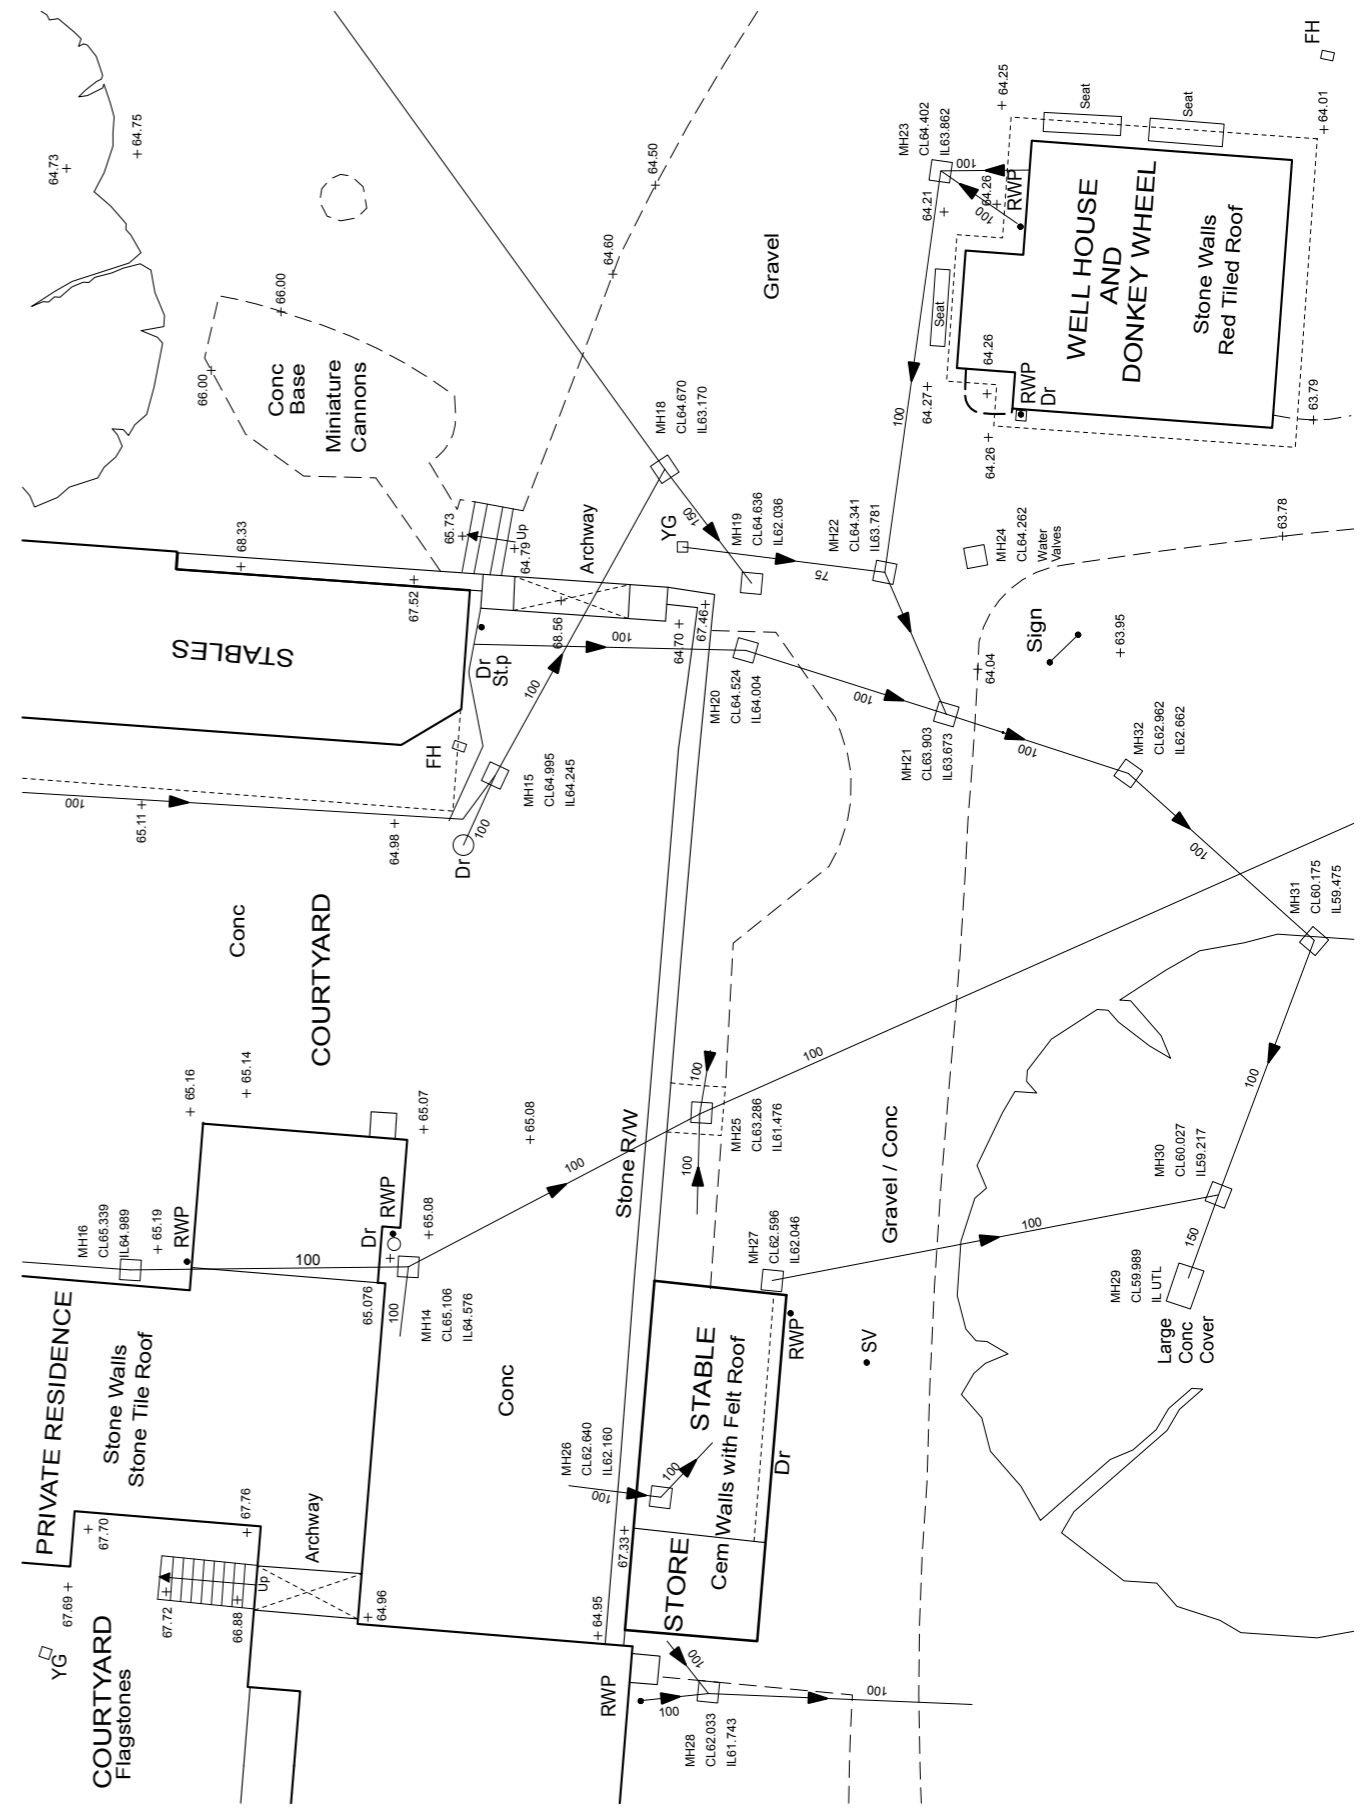 64.73
64.75
FH
64.25
64.01
Seat
Seat
MH23
CL64.402
IL63.862
100
64.26
RWP
100
64.21
64.50
64.60
Gravel
WELL HOUSE
AND
DONKEY WHEEL
Stone Walls
Red Tiled Roof
Seat
64.26
RWP
Dr
64.27
64.26
63.79
100
66.00
66.00
Conc
Base
Miniature
Cannons
MH18
CL64.670
IL63.170
150
YG
MH19
CL64.636
IL62.036
75
MH22
CL64.341
IL63.781
MH24
CL64.262
Water
Valves
63.78
65.73
Up
64.79
Archway
68.33
67.52
STABLES
68.56
Dr
St.p
100
64.70
67.46
MH20
CL64.524
IL64.004
100
64.04
Sign
63.95
MH21
CL63.903
IL63.673
100
MH32
CL62.962
IL62.662
100
MH31
CL60.175
IL59.475
100
FH
MH15
CL64.995
IL64.245
100
100
Dr
100
65.11
64.98
Conc
COURTYARD
65.16
65.14
65.07
65.08
Stone R/W
100
100
MH25
CL63.286
IL61.476
100
Gravel / Conc
MH30
CL60.027
IL59.217
150
MH29
CL59.989
IL UTL
Large
Conc
Cover
MH27
CL62.596
IL62.046
100
100
MH16
CL65.339
IL64.989
65.19
RWP
100
Dr
RWP
65.08
65.076
100
MH14
CL65.106
IL64.576
PRIVATE RESIDENCE
Stone Walls
Stone Tile Roof
Conc
MH26
CL62.640
IL62.160
100
100
STABLE
Cem Walls with Felt Roof
RWP
Dr
SV
STORE
67.33
64.95
64.96
Archway
67.70
67.76
67.69
67.72
66.88
Up
YG
COURTYARD
Flagstones
RWP
100
100
100
MH28
CL62.033
IL61.743